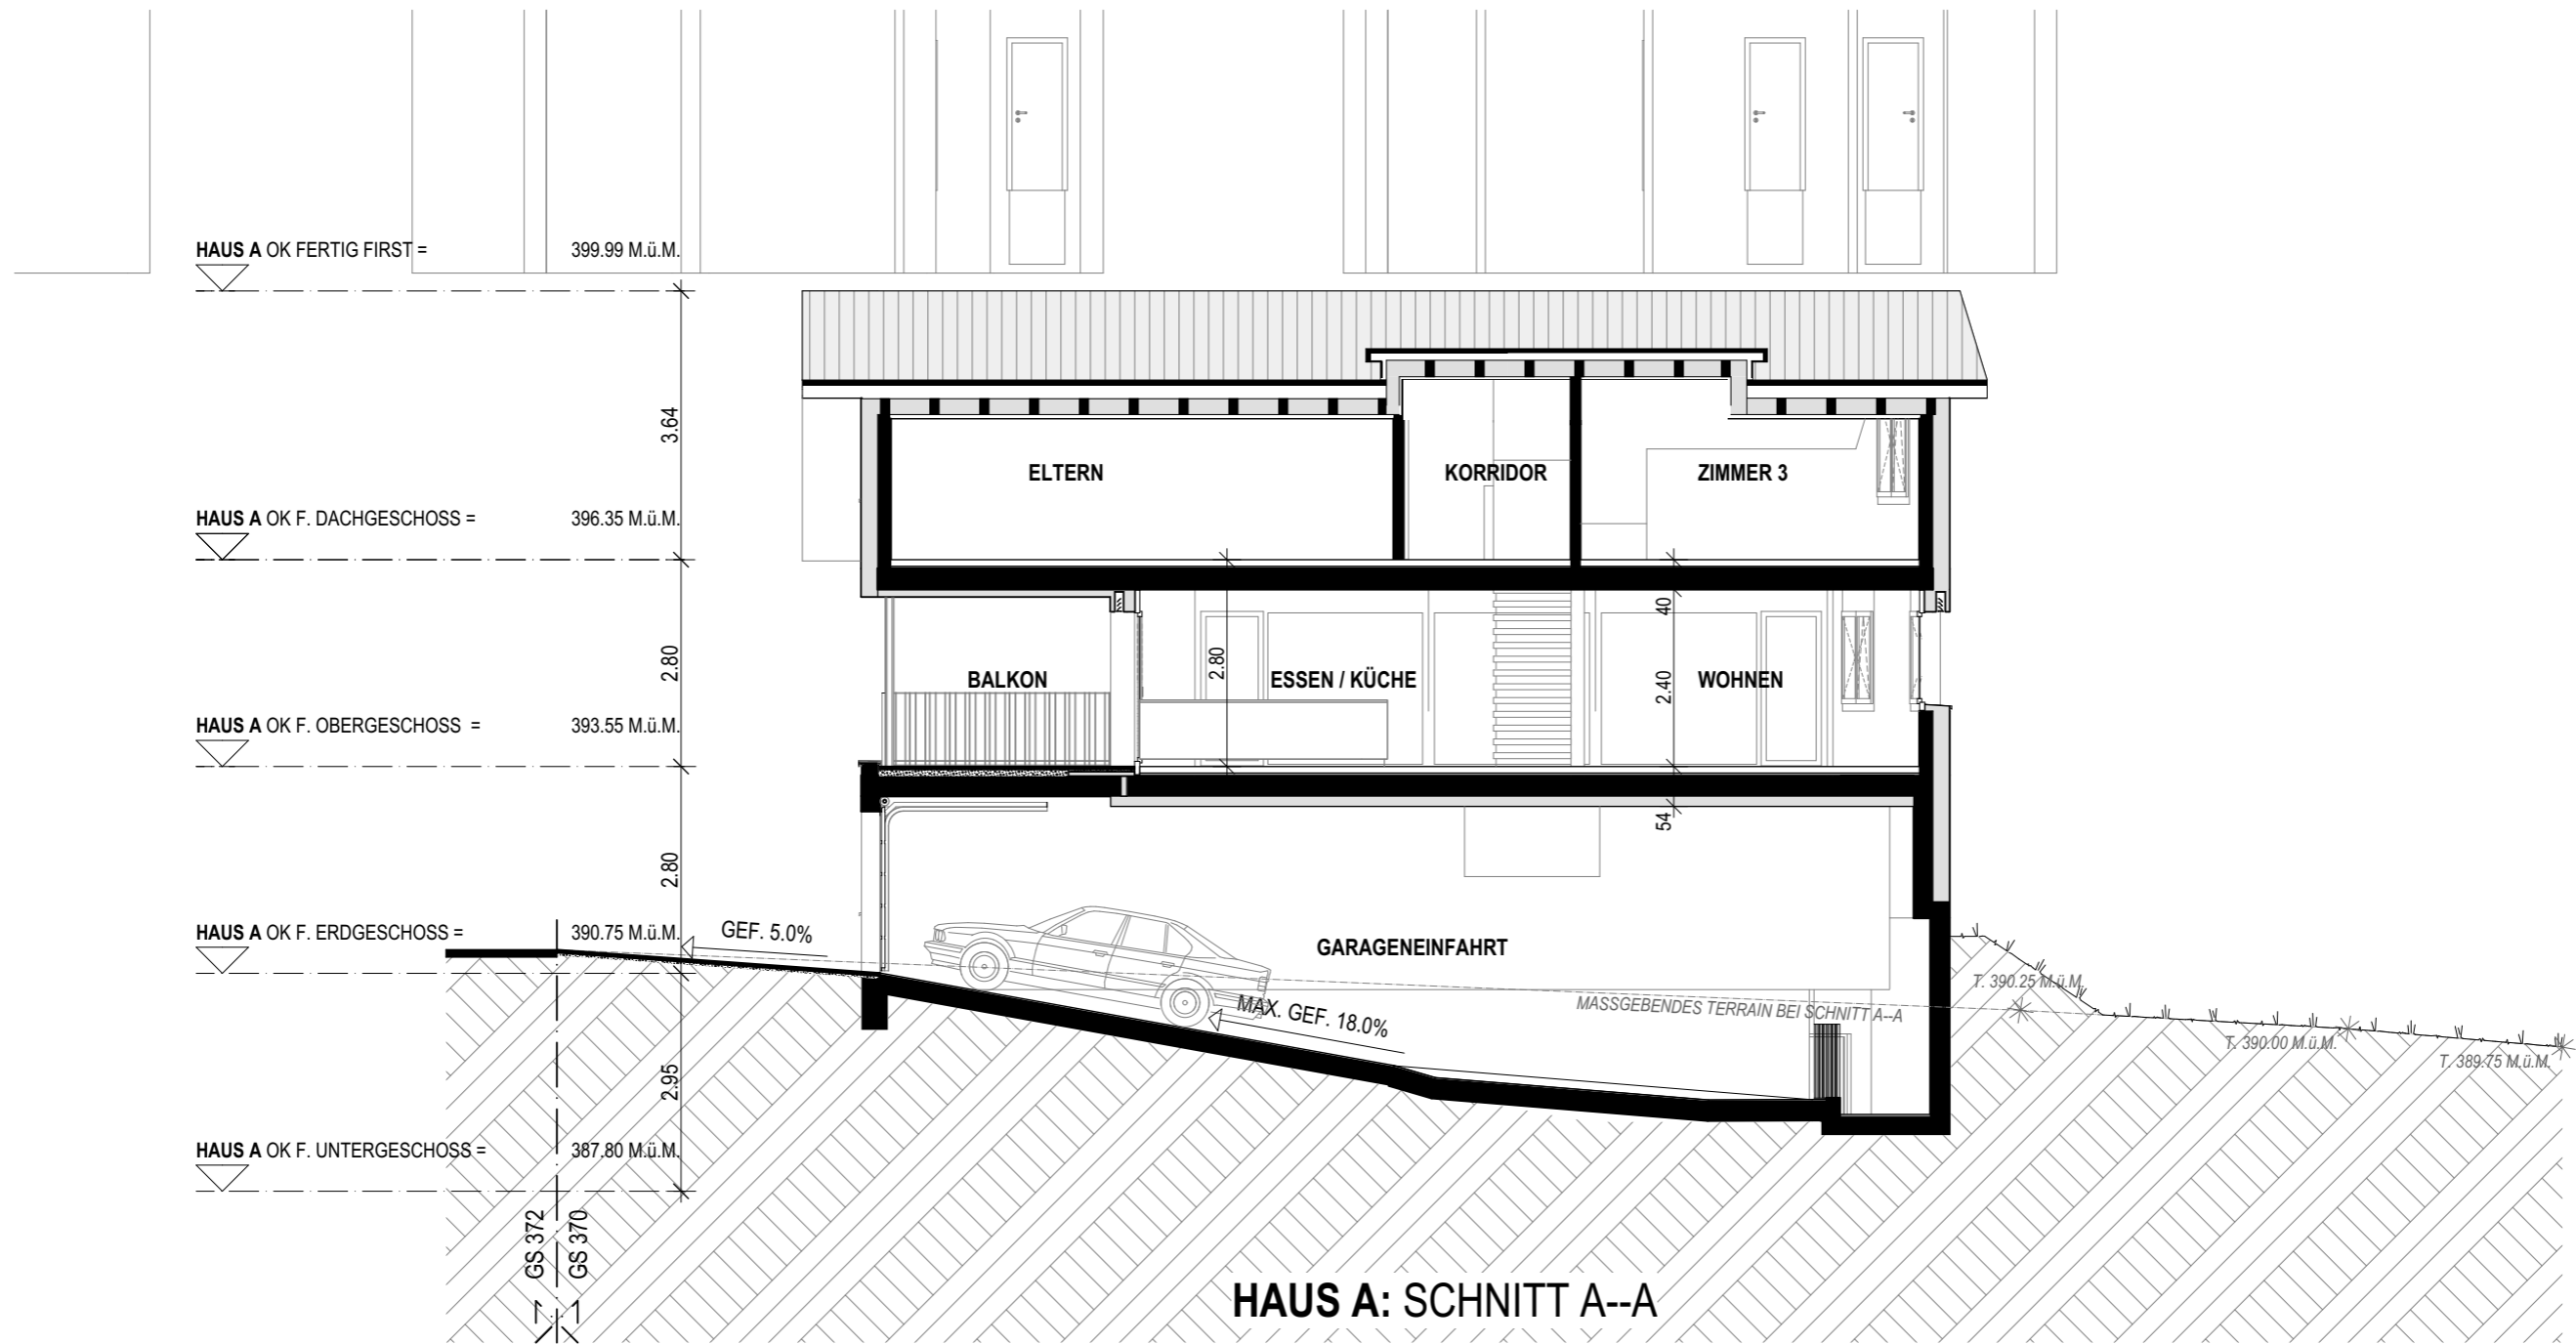 HAUS A OK FERTIG FIRST = 399.99 M.ü.M.
3.64
ELTERN KORRIDOR ZIMMER 3
HAUS A OK F. DACHGESCHOSS = 396.35 M.ü.M.
40
2.80 2.80 2.40
BALKON ESSEN / KÜCHE WOHNEN
HAUS A OK F. OBERGESCHOSS = 393.55 M.ü.M.
54
2.80
HAUS A OK F. ERDGESCHOSS = 390.75 M.ü.M.
GEF. 5.0%
GARAGENEINFAHRT
T. 390.25 M.ü.M.
MAX. GEF. 18.0%
MASSGEBENDES TERRAIN BEI SCHNITT A--A
T. 390.00 M.ü.M.
T. 389.75 M.ü.M.
2.95
HAUS A OK F. UNTERGESCHOSS = 387.80 M.ü.M.
GS 372
GS 370
HAUS A: SCHNITT A--A